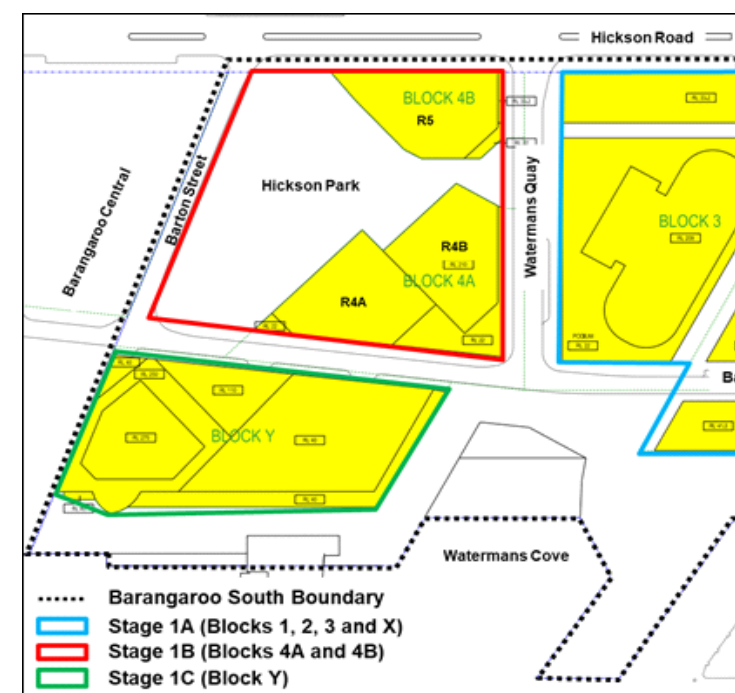 Hickson Road
BLOCK 4B
R5
Barton Street
Hickson Park
Barangaroo Central
Watermans Quay
BLOCK 3
R4B
BLOCK 4A
R4A
BLOCK Y
Watermans Cove
Barangaroo South Boundary
Stage 1A (Blocks 1, 2, 3 and X)
Stage 1B (Blocks 4A and 4B)
Stage 1C (Block Y)